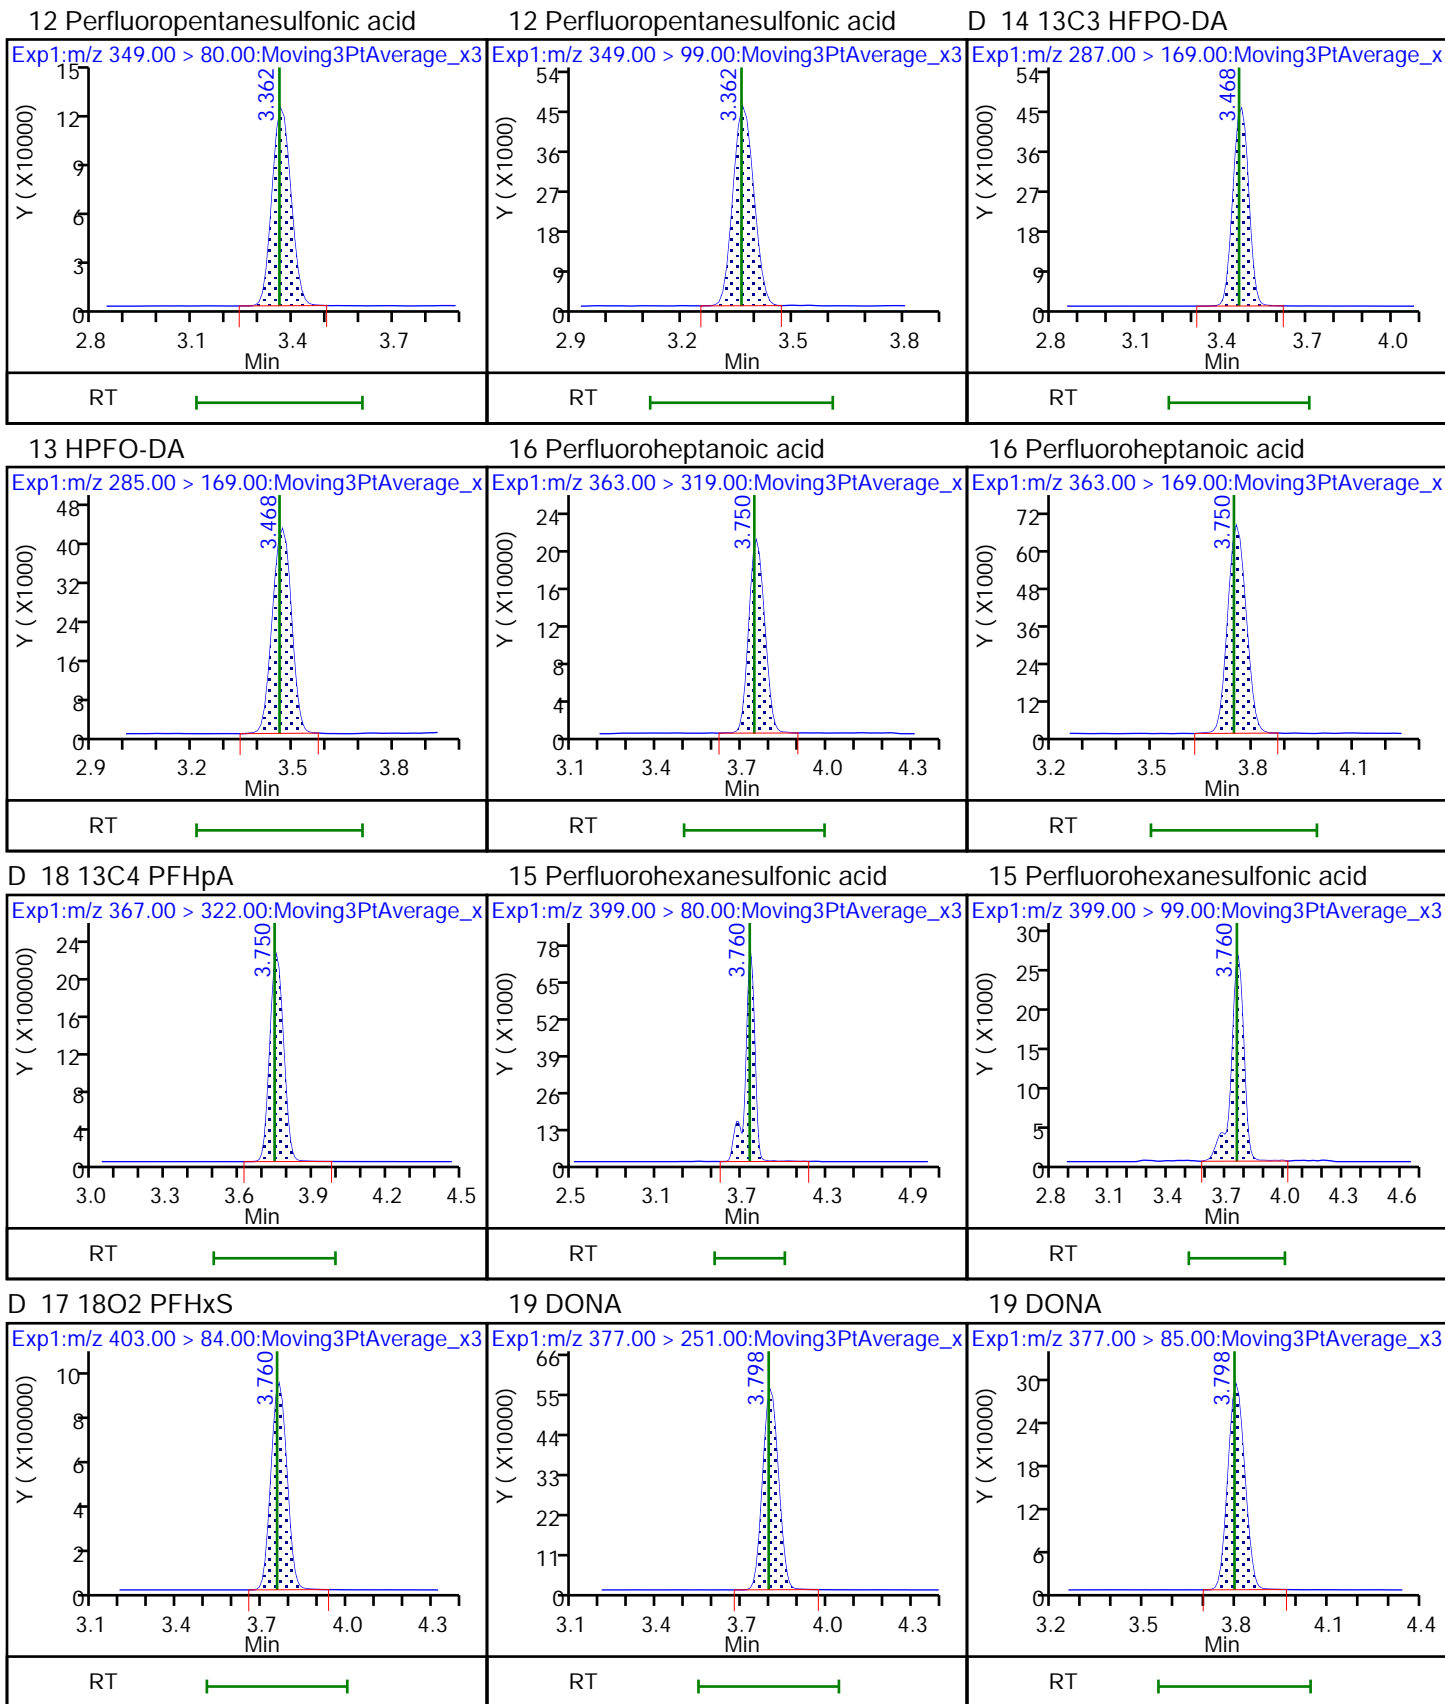 12 Perfluoropentanesulfonic acid
Exp1:m/z 349.00 > 80.00:Moving3PtAverage_x3
Y ( X10000)
15
12
9
6
3
0
3.362
2.8 3.1 3.4 3.7
Min
RT
12 Perfluoropentanesulfonic acid
Exp1:m/z 349.00 > 99.00:Moving3PtAverage_x3
Y ( X1000)
54
45
36
27
18
9
0
3.362
2.9 3.2 3.5 3.8
Min
RT
D 14 13C3 HFPO-DA
Exp1:m/z 287.00 > 169.00:Moving3PtAverage_x
Y ( X10000)
54
45
36
27
18
9
0
3.468
2.8 3.1 3.4 3.7 4.0
Min
RT
13 HPFO-DA
Exp1:m/z 285.00 > 169.00:Moving3PtAverage_x
Y ( X1000)
48
40
32
24
16
8
0
3.468
2.9 3.2 3.5 3.8
Min
RT
16 Perfluoroheptanoic acid
Exp1:m/z 363.00 > 319.00:Moving3PtAverage_x
Y ( X10000)
24
20
16
12
8
4
0
3.750
3.1 3.4 3.7 4.0 4.3
Min
RT
16 Perfluoroheptanoic acid
Exp1:m/z 363.00 > 169.00:Moving3PtAverage_x
Y ( X1000)
72
60
48
36
24
12
0
3.750
3.2 3.5 3.8 4.1
Min
RT
D 18 13C4 PFHpA
Exp1:m/z 367.00 > 322.00:Moving3PtAverage_x
Y ( X100000)
24
20
16
12
8
4
0
3.750
3.0 3.3 3.6 3.9 4.2 4.5
Min
RT
15 Perfluorohexanesulfonic acid
Exp1:m/z 399.00 > 80.00:Moving3PtAverage_x3
Y ( X1000)
78
65
52
39
26
13
0
3.760
2.5 3.1 3.7 4.3 4.9
Min
RT
15 Perfluorohexanesulfonic acid
Exp1:m/z 399.00 > 99.00:Moving3PtAverage_x3
Y ( X1000)
30
25
20
15
10
5
0
3.760
2.8 3.1 3.4 3.7 4.0 4.3 4.6
Min
RT
D 17 18O2 PFHxS
Exp1:m/z 403.00 > 84.00:Moving3PtAverage_x3
Y ( X100000)
10
8
6
4
2
0
3.760
3.1 3.4 3.7 4.0 4.3
Min
RT
19 DONA
Exp1:m/z 377.00 > 251.00:Moving3PtAverage_x
Y ( X10000)
66
55
44
33
22
11
0
3.798
3.1 3.4 3.7 4.0 4.3
Min
RT
19 DONA
Exp1:m/z 377.00 > 85.00:Moving3PtAverage_x3
Y ( X10000)
30
24
18
12
6
0
3.798
3.2 3.5 3.8 4.1 4.4
Min
RT